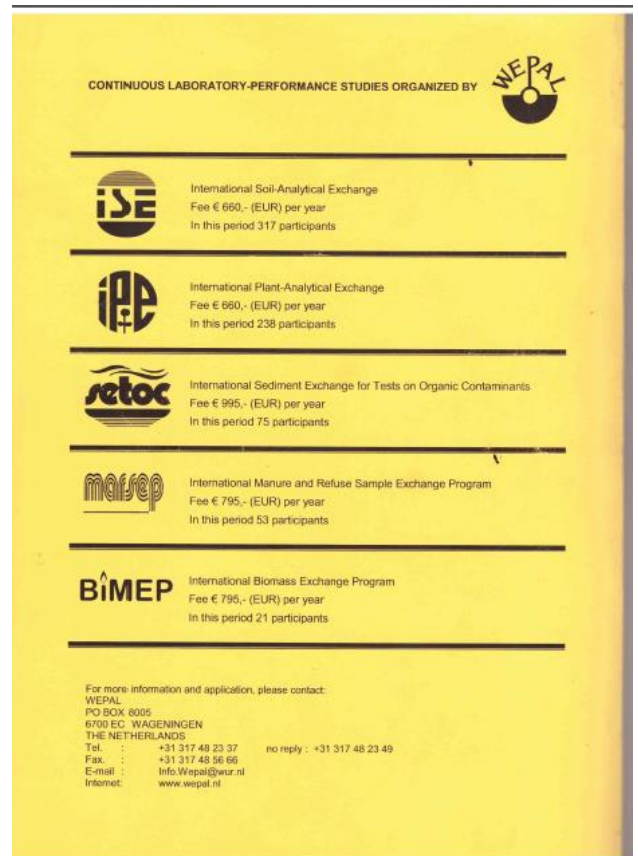 CONTINUOUS LABORATORY-PERFORMANCE STUDIES ORGANIZED BY
WEPAL
iSE
International Soil-Analytical Exchange
Fee € 660,- (EUR) per year
In this period 317 participants
iPE
International Plant-Analytical Exchange
Fee € 660,- (EUR) per year
In this period 238 participants
setoc
International Sediment Exchange for Tests on Organic Contaminants
Fee € 995,- (EUR) per year
In this period 75 participants
marsep
International Manure and Refuse Sample Exchange Program
Fee € 795,- (EUR) per year
In this period 53 participants
BiMEP
International Biomass Exchange Program
Fee € 795,- (EUR) per year
In this period 21 participants
For more information and application, please contact:
WEPAL
PO BOX 8005
6700 EC WAGENINGEN
THE NETHERLANDS
Tel. : +31 317 48 23 37 no reply : +31 317 48 23 49
Fax. : +31 317 48 56 66
E-mail : Info.Wepal@wur.nl
Internet: www.wepal.nl